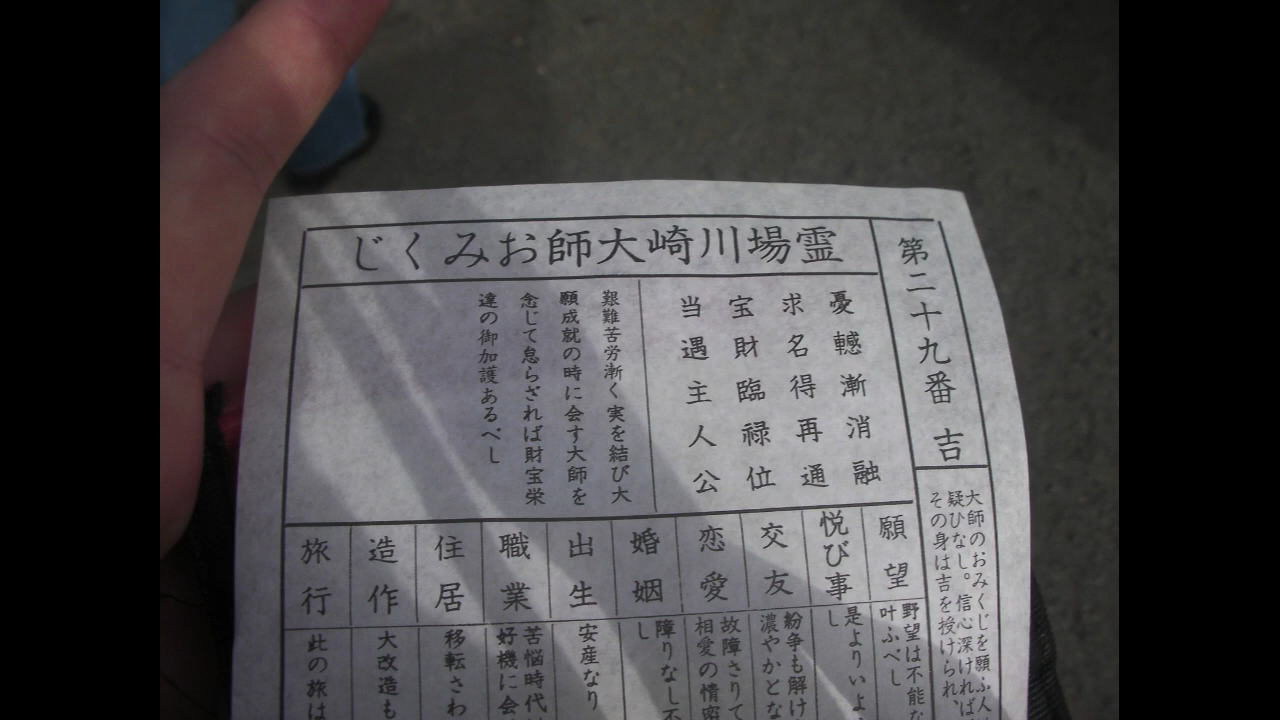 第二十九番 吉
大師のおみくじを願ふ人は
疑ひなし。信心深ければ
その身は吉を授けられ、
じくみお師大崎川場霊
憂轗漸消融
求名得再通
宝財臨禄位
当遇主人公
艱難苦労漸く実を結び大
願成就の時に会す大師を
念じて怠らざれば財宝栄
達の御加護あるべし
願望
野望は不能な
叶ふべし
悦び事
是よりいよ
し
交友
紛争も解け
濃やかとな
恋愛
故障さりて
相愛の情密
婚姻
障りなし
し
出生
安産なり
職業
苦悩時代
好機に会
住居
移転さわ
造作
大改造も
旅行
此の旅は